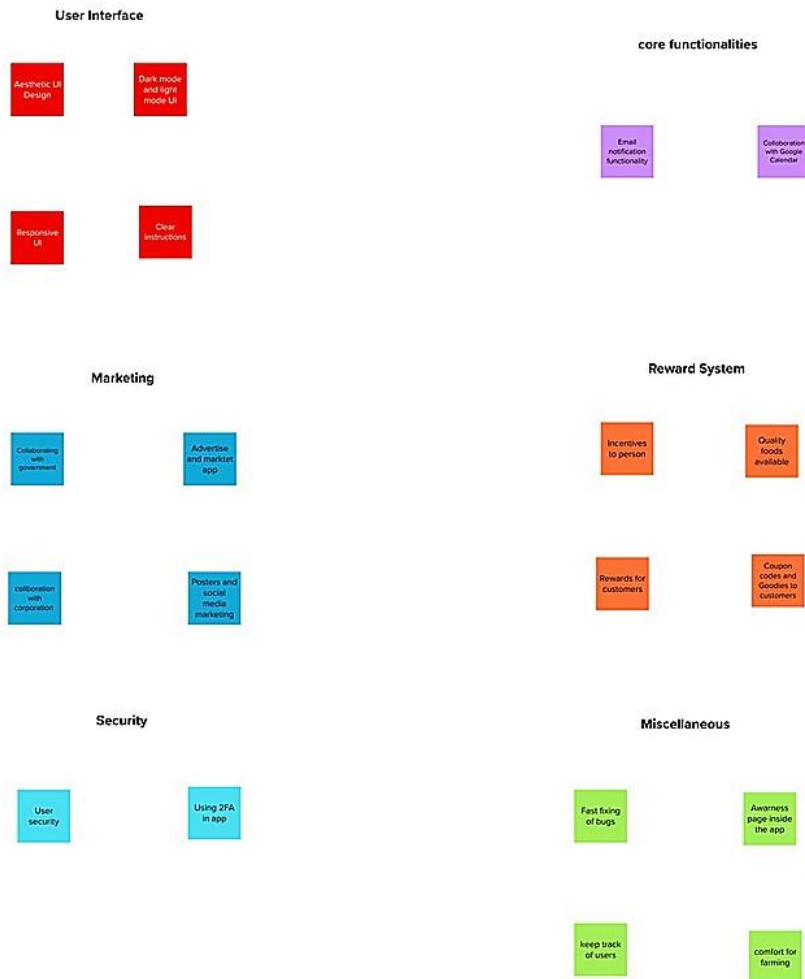 User Interface
Aesthetic UI
Design
Dark mode
and light
mode UI
Responsive
UI
Clear
instructions
core functionalities
Email
notification
functionality
Colloboration
with Google
Calendar
Marketing
Collaborating
with
government
Advertise
and marktet
app
collboration
with
corporation
Posters and
social
media
marketing
Reward System
Incentives
to person
Quality
foods
available
Rewards for
customers
Coupon
codes and
Goodies to
customers
Security
User
security
Using 2FA
in app
Miscellaneous
Fast fixing
of bugs
Awarness
page inside
the app
keep track
of users
comfort for
farming